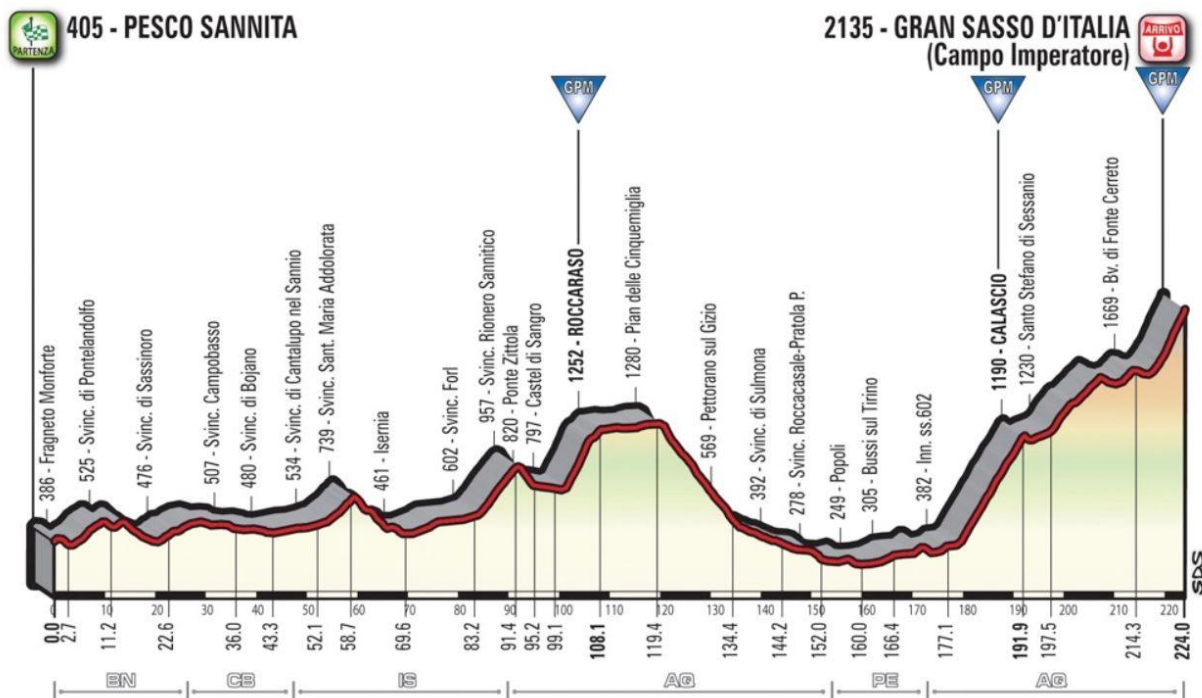 PARTENZA
405 - PESCO SANNITA
2135 - GRAN SASSO D'ITALIA
(Campo Imperatore)
ARRIVO
GPM
GPM
GPM
386 - Fragneto Monforte
525 - Svinc. di Pontelandolfo
476 - Svinc. di Sassinoro
507 - Svinc. Campobasso
480 - Svinc. di Bojano
534 - Svinc. di Cantalupo nel Sannio
739 - Svinc. Sant. Maria Addolorata
461 - Isernia
602 - Svinc. Forl
957 - Svinc. Rionero Sannitico
820 - Ponte Zittola
797 - Castel di Sangro
1252 - ROCCARASO
1280 - Pian delle Cinquemiglia
569 - Pettorano sul Gizio
392 - Svinc. di Sulmona
278 - Svinc. Roccacasale-Pratola P.
249 - Popoli
305 - Bussi sul Tirino
382 - Inn. ss.602
1190 - CALASCIO
1230 - Santo Stefano di Sessanio
1669 - Bv. di Fonte Cerreto
SDS
0 10 20 30 40 50 60 70 80 90 100 110 120 130 140 150 160 170 180 190 200 210 220
0.0 2.7 11.2 22.6 36.0 43.3 52.1 58.7 69.6 83.2 91.4 95.2 99.1 108.1 119.4 134.4 144.2 152.0 160.0 166.4 177.1 191.9 197.5 214.3 224.0
BN CB IS AQ PE AQ